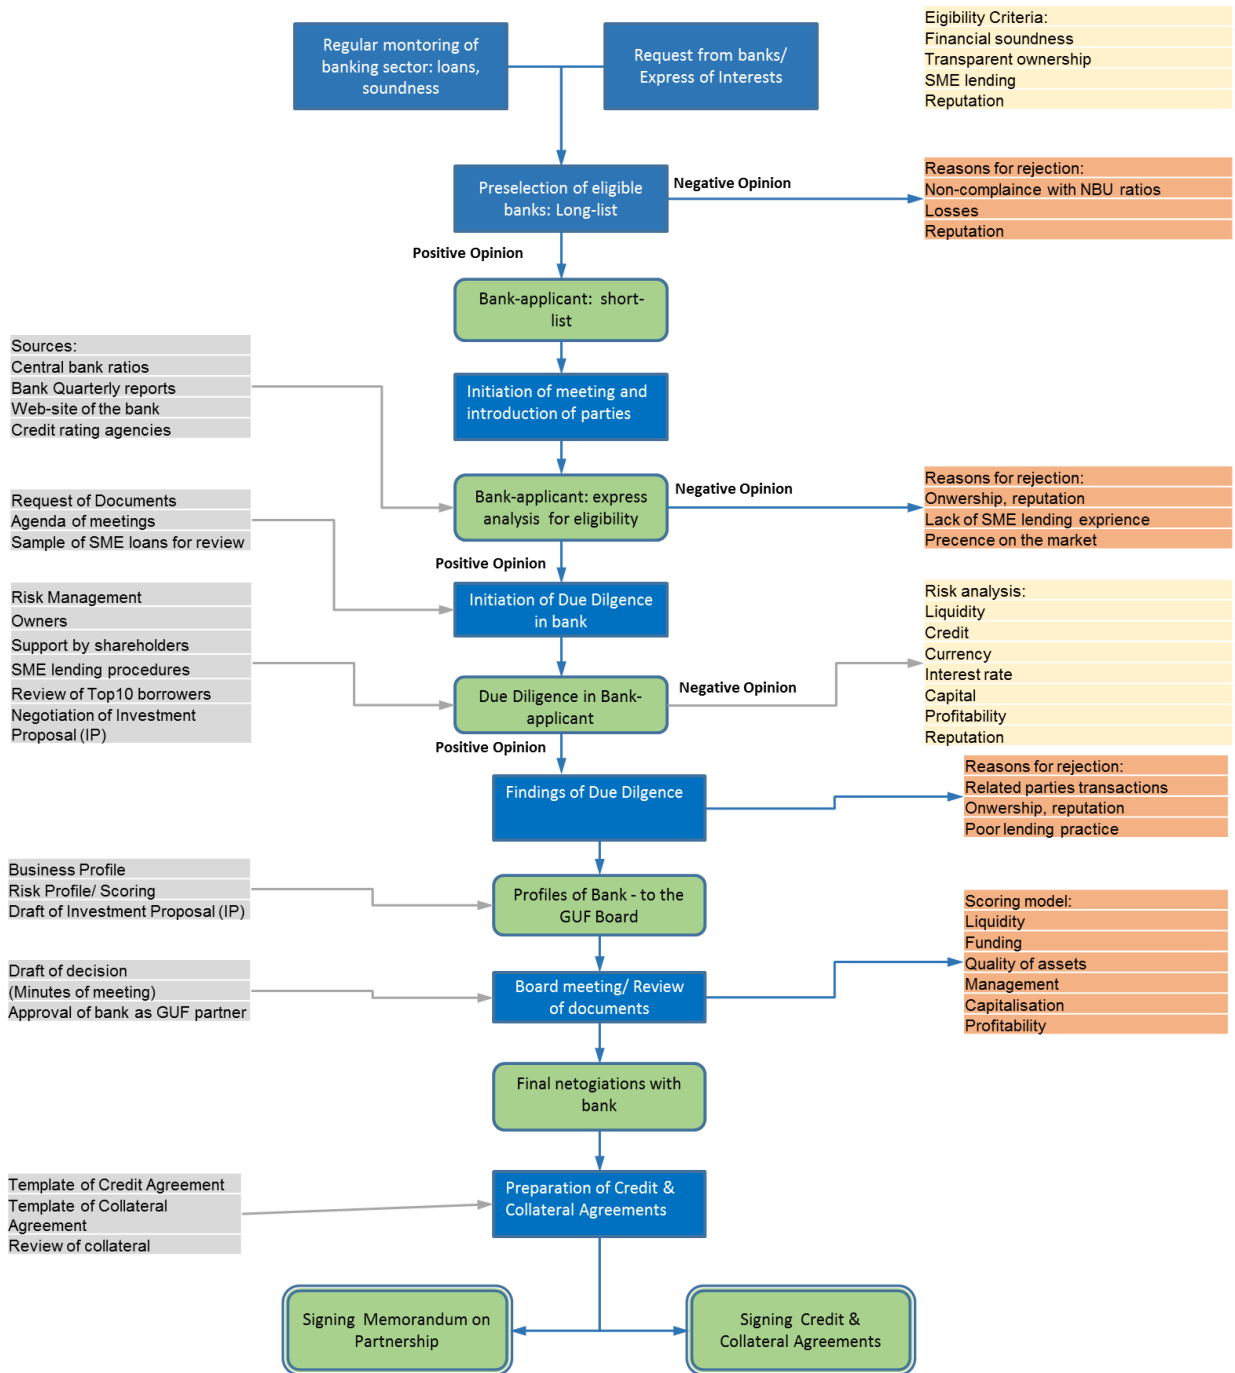 Regular montoring of
banking sector: loans,
soundness
Request from banks/
Express of Interests
Eigibility Criteria:
Financial soundness
Transparent ownership
SME lending
Reputation
Preselection of eligible
banks: Long-list
Negative Opinion
Reasons for rejection:
Non-complaince with NBU ratios
Losses
Reputation
Positive Opinion
Bank-applicant: short-
list
Sources:
Central bank ratios
Bank Quarterly reports
Web-site of the bank
Credit rating agencies
Initiation of meeting and
introduction of parties
Bank-applicant: express
analysis for eligibility
Negative Opinion
Reasons for rejection:
Onwership, reputation
Lack of SME lending exprience
Precence on the market
Request of Documents
Agenda of meetings
Sample of SME loans for review
Positive Opinion
Initiation of Due Dilgence
in bank
Risk Management
Owners
Support by shareholders
SME lending procedures
Review of Top10 borrowers
Negotiation of Investment
Proposal (IP)
Due Diligence in Bank-
applicant
Negative Opinion
Risk analysis:
Liquidity
Credit
Currency
Interest rate
Capital
Profitability
Reputation
Positive Opinion
Findings of Due Dilgence
Reasons for rejection:
Related parties transactions
Onwership, reputation
Poor lending practice
Business Profile
Risk Profile/ Scoring
Draft of Investment Proposal (IP)
Profiles of Bank - to the
GUF Board
Scoring model:
Liquidity
Funding
Quality of assets
Management
Capitalisation
Profitability
Draft of decision
(Minutes of meeting)
Approval of bank as GUF partner
Board meeting/ Review
of documents
Final netogiations with
bank
Template of Credit Agreement
Template of Collateral
Agreement
Review of collateral
Preparation of Credit &
Collateral Agreements
Signing  Memorandum on
Partnership
Signing  Credit &
Collateral Agreements